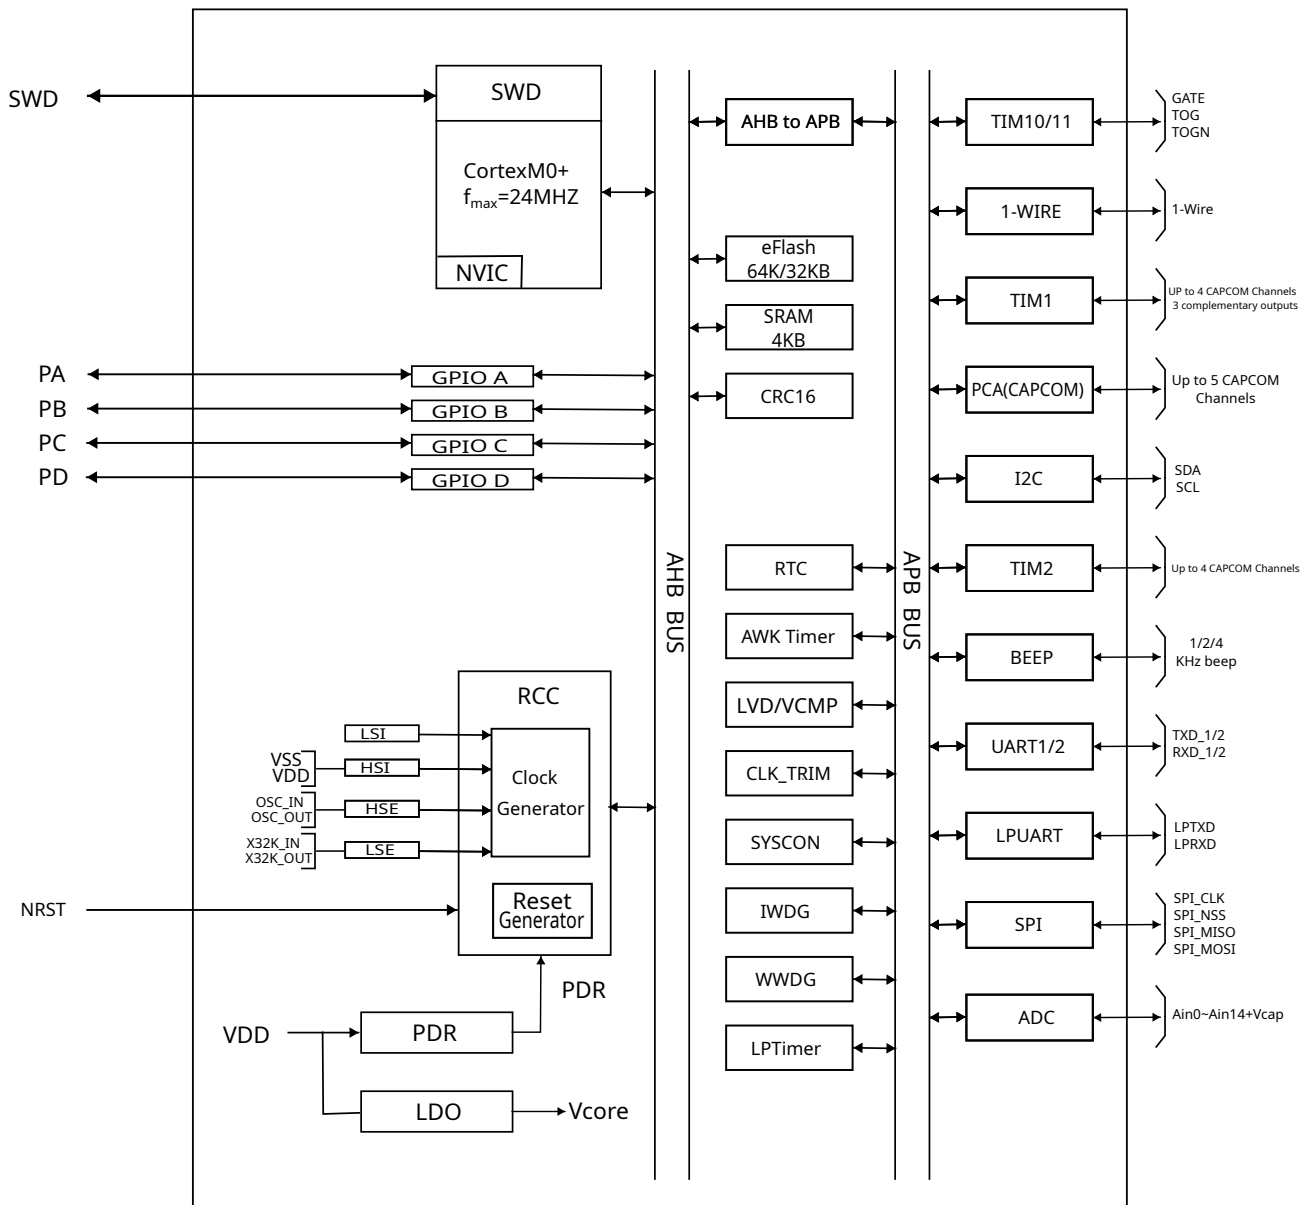 SWD
SWD
CortexM0+
fmax=24MHZ
NVIC
PA
GPIO A
PB
GPIO B
PC
GPIO C
PD
GPIO D
RCC
LSI
VSS
VDD
HSI
OSC_IN
OSC_OUT
HSE
X32K_IN
X32K_OUT
LSE
Clock
Generator
NRST
Reset
Generator
PDR
VDD
PDR
LDO
Vcore
AHB BUS
AHB to APB
eFlash
64K/32KB
SRAM
4KB
CRC16
RTC
AWK Timer
LVD/VCMP
CLK_TRIM
SYSCON
IWDG
WWDG
LPTimer
APB BUS
TIM10/11
GATE
TOG
TOGN
1-WIRE
1-Wire
TIM1
UP to 4 CAPCOM Channels
3 complementary outputs
PCA(CAPCOM)
Up to 5 CAPCOM
Channels
I2C
SDA
SCL
TIM2
Up to 4 CAPCOM Channels
BEEP
1/2/4
KHz beep
UART1/2
TXD_1/2
RXD_1/2
LPUART
LPTXD
LPRXD
SPI
SPI_CLK
SPI_NSS
SPI_MISO
SPI_MOSI
ADC
Ain0~Ain14+Vcap